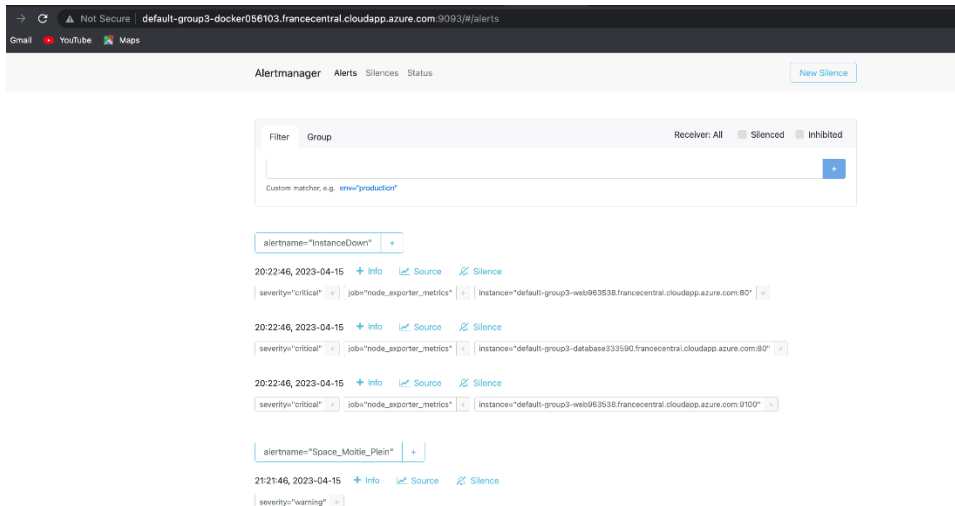 Not Secure | default-group3-docker056103.francecentral.cloudapp.azure.com:9093/#/alerts
Gmail YouTube Maps
Alertmanager Alerts Silences Status New Silence
Filter Group Receiver: All Silenced Inhibited
+
Custom matcher, e.g. env="production"
alertname="InstanceDown" +
20:22:46, 2023-04-15 + Info Source Silence
severity="critical" + job="node_exporter_metrics" + instance="default-group3-web963538.francecentral.cloudapp.azure.com:80" +
20:22:46, 2023-04-15 + Info Source Silence
severity="critical" + job="node_exporter_metrics" + instance="default-group3-database333590.francecentral.cloudapp.azure.com:80" +
20:22:46, 2023-04-15 + Info Source Silence
severity="critical" + job="node_exporter_metrics" + instance="default-group3-web963538.francecentral.cloudapp.azure.com:9100" +
alertname="Space_Moitie_Plein" +
21:21:46, 2023-04-15 + Info Source Silence
severity="warning" +